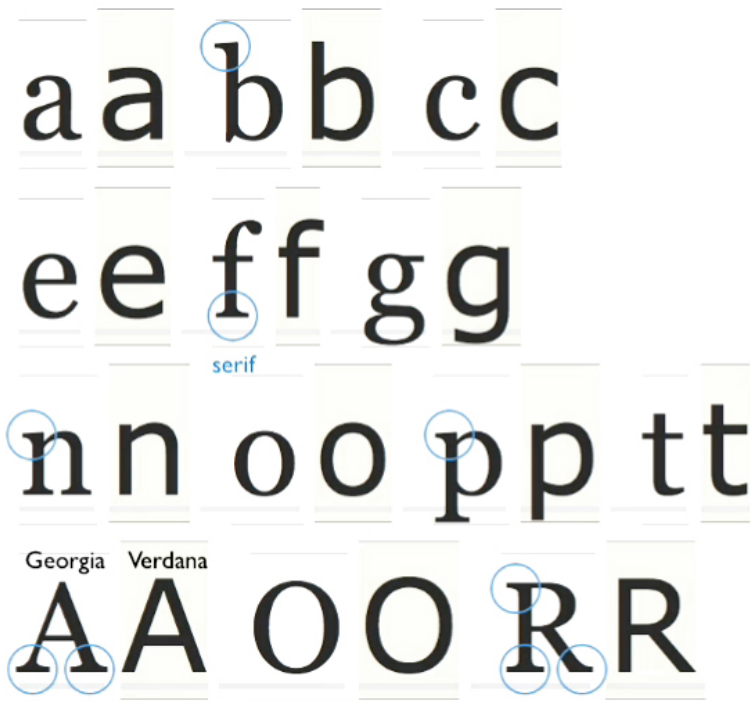 a a b b c c
e e f f g g
serif
n n o o p p t t
Georgia Verdana
A A O O R R